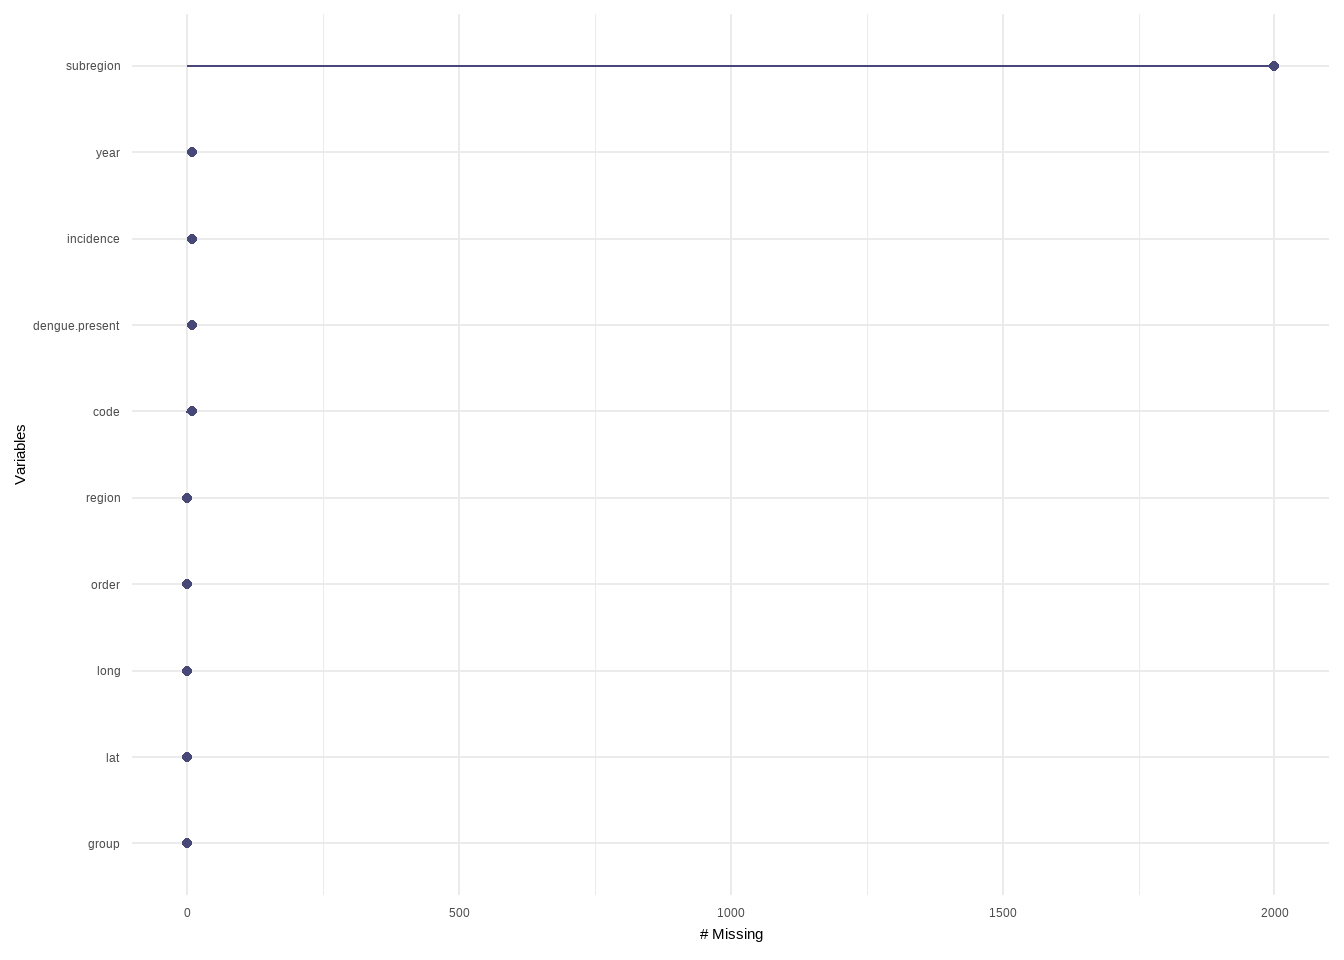 subregion
year
incidence
dengue.present
code
region
order
long
lat
group
Variables
0 500 1000 1500 2000
# Missing